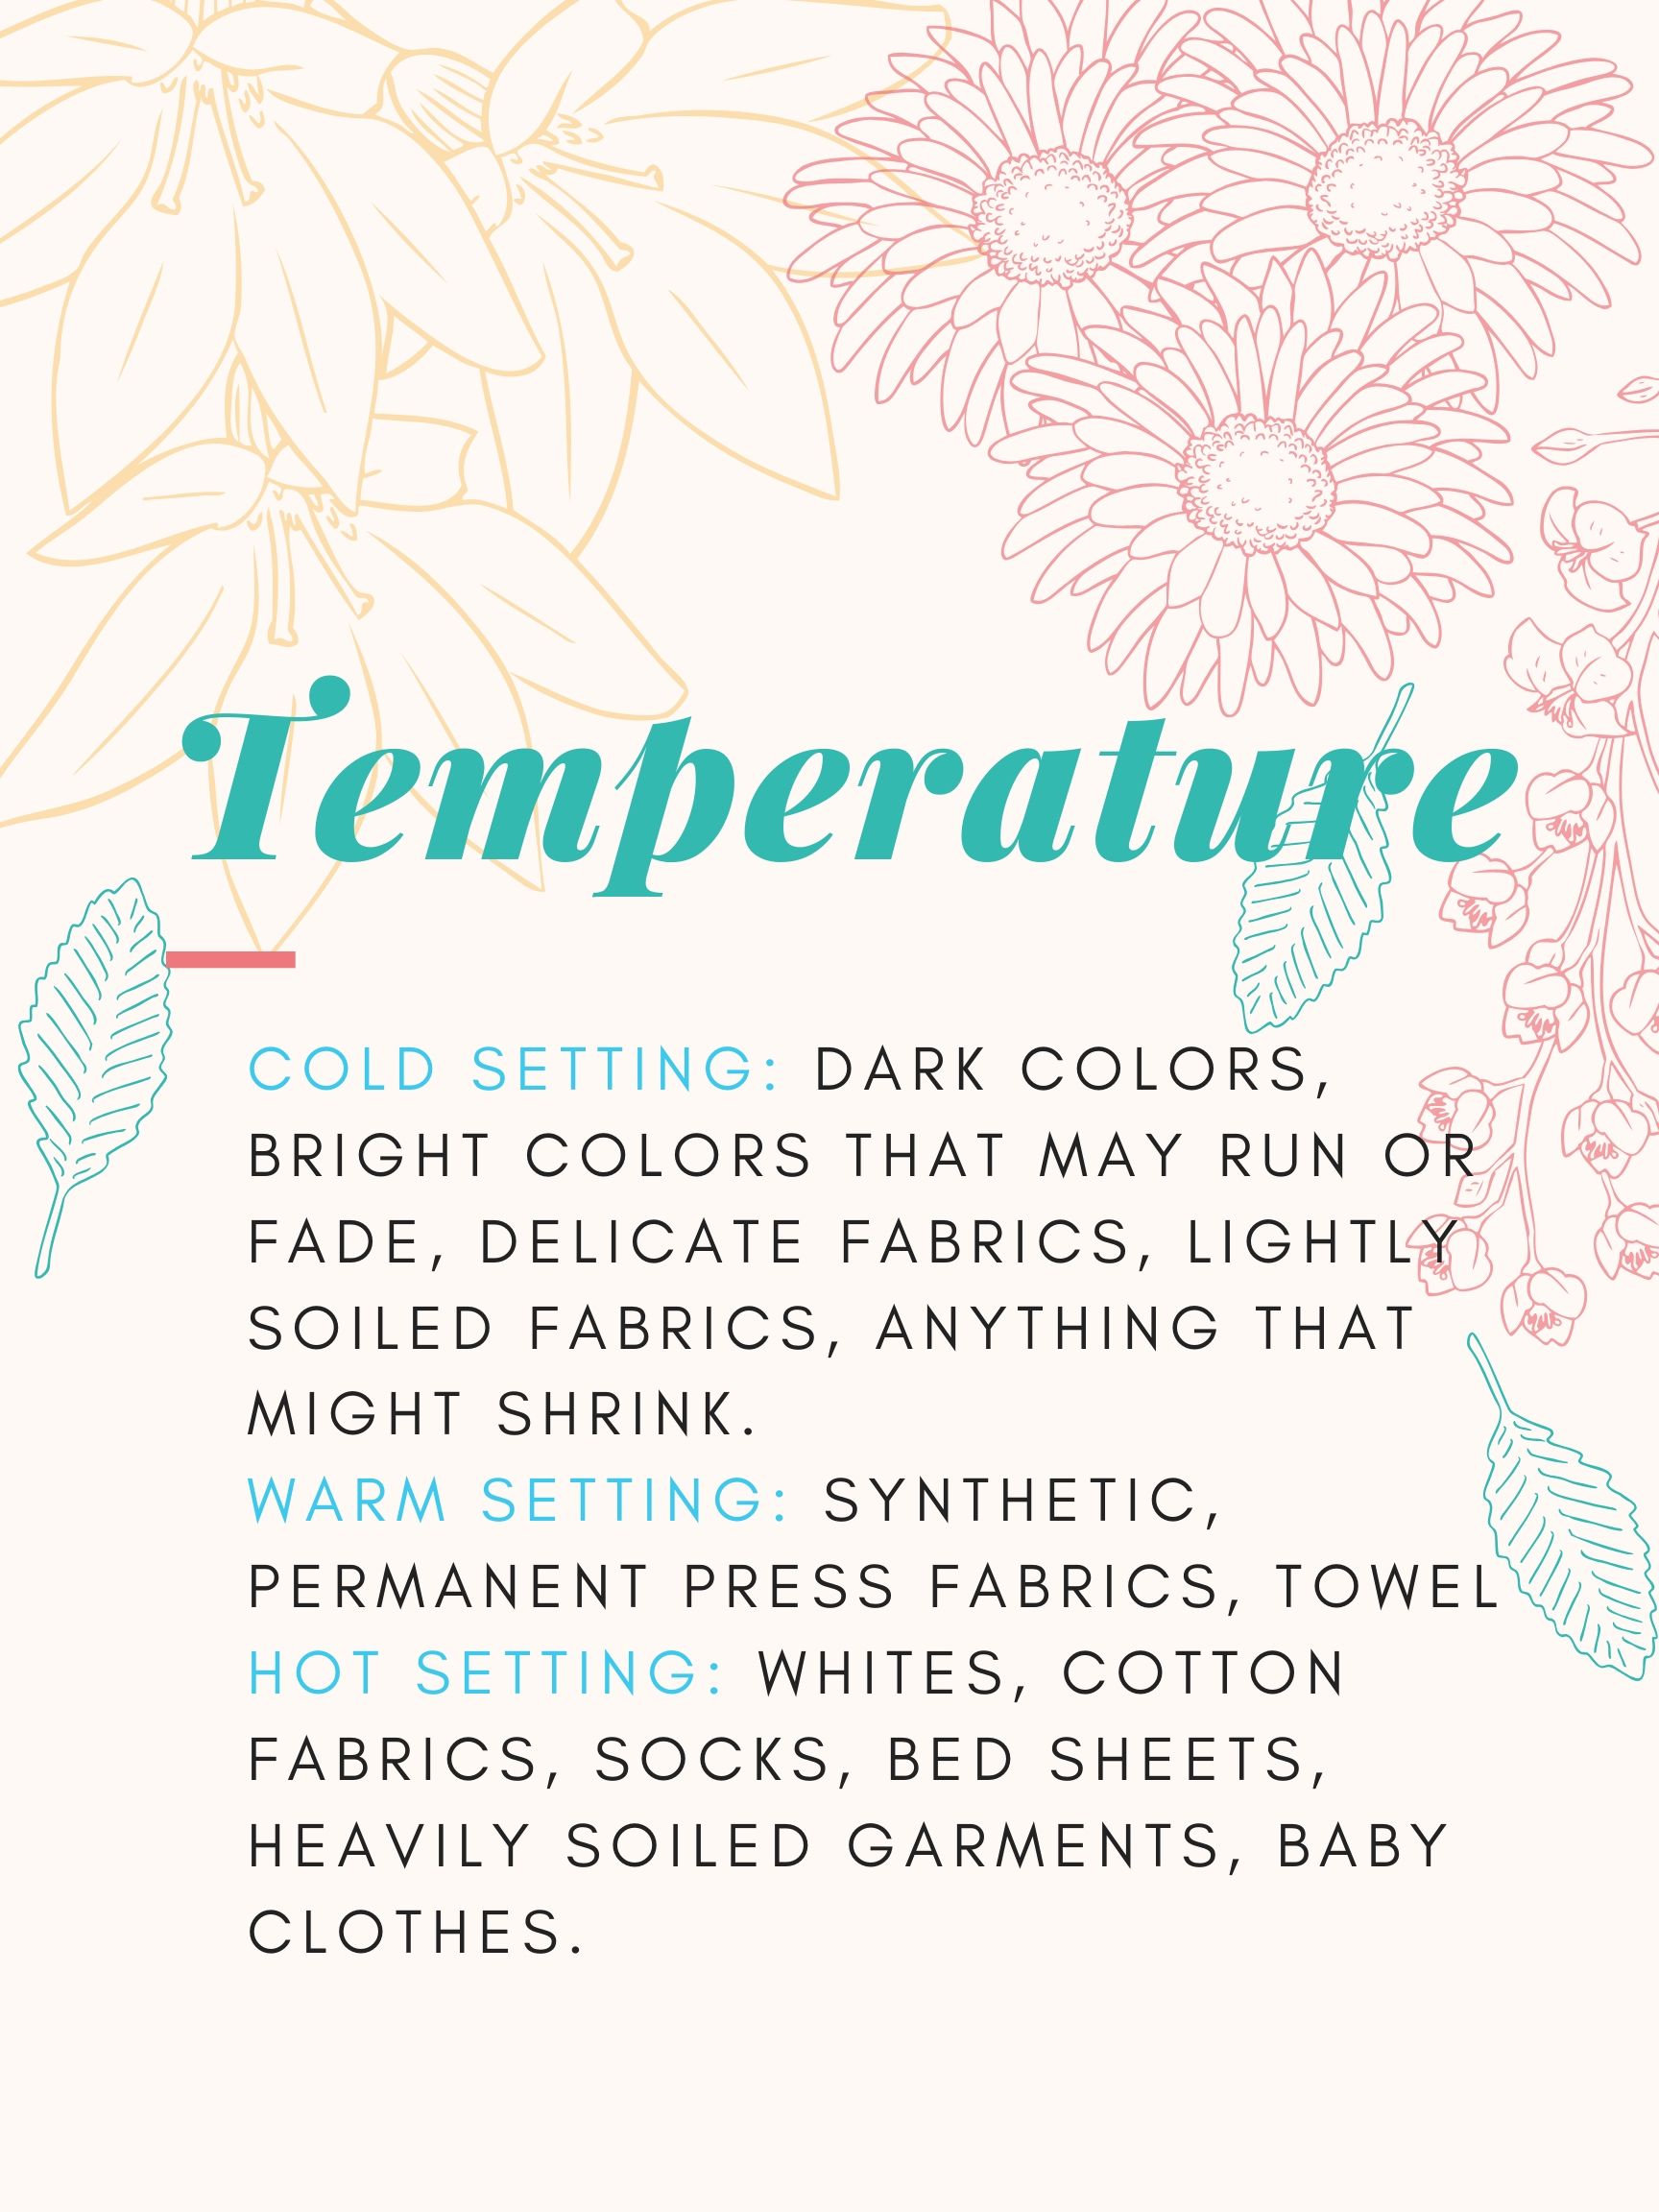 Temperature
COLD SETTING: DARK COLORS,
BRIGHT COLORS THAT MAY RUN OR
FADE, DELICATE FABRICS, LIGHTLY
SOILED FABRICS, ANYTHING THAT
MIGHT SHRINK.
WARM SETTING: SYNTHETIC,
PERMANENT PRESS FABRICS, TOWEL
HOT SETTING: WHITES, COTTON
FABRICS, SOCKS, BED SHEETS,
HEAVILY SOILED GARMENTS, BABY
CLOTHES.